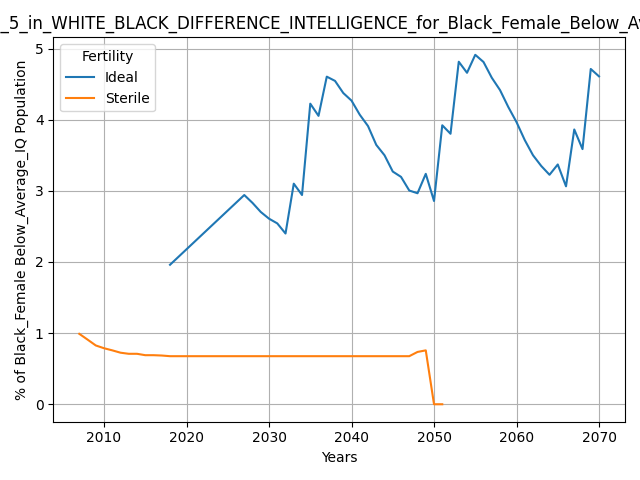 _5_in_WHITE_BLACK_DIFFERENCE_INTELLIGENCE_for_Black_Female_Below_Av
Fertility
Ideal
Sterile
% of Black_Female Below_Average_IQ Population
5
4
3
2
1
0
2010 2020 2030 2040 2050 2060 2070
Years